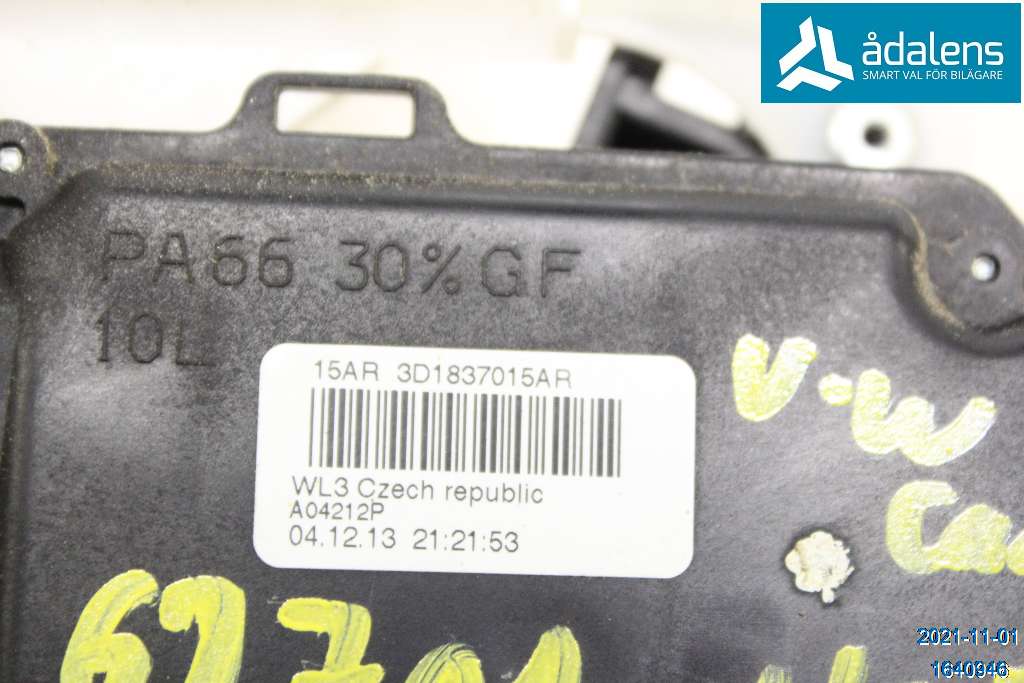 ådalens
SMART VAL FÖR BILÄGARE
PA66 30% GF
10L
15AR 3D1837015AR
WL3 Czech republic
A04212P
04.12.13 21:21:53
V-W
2021-11-01
1640946